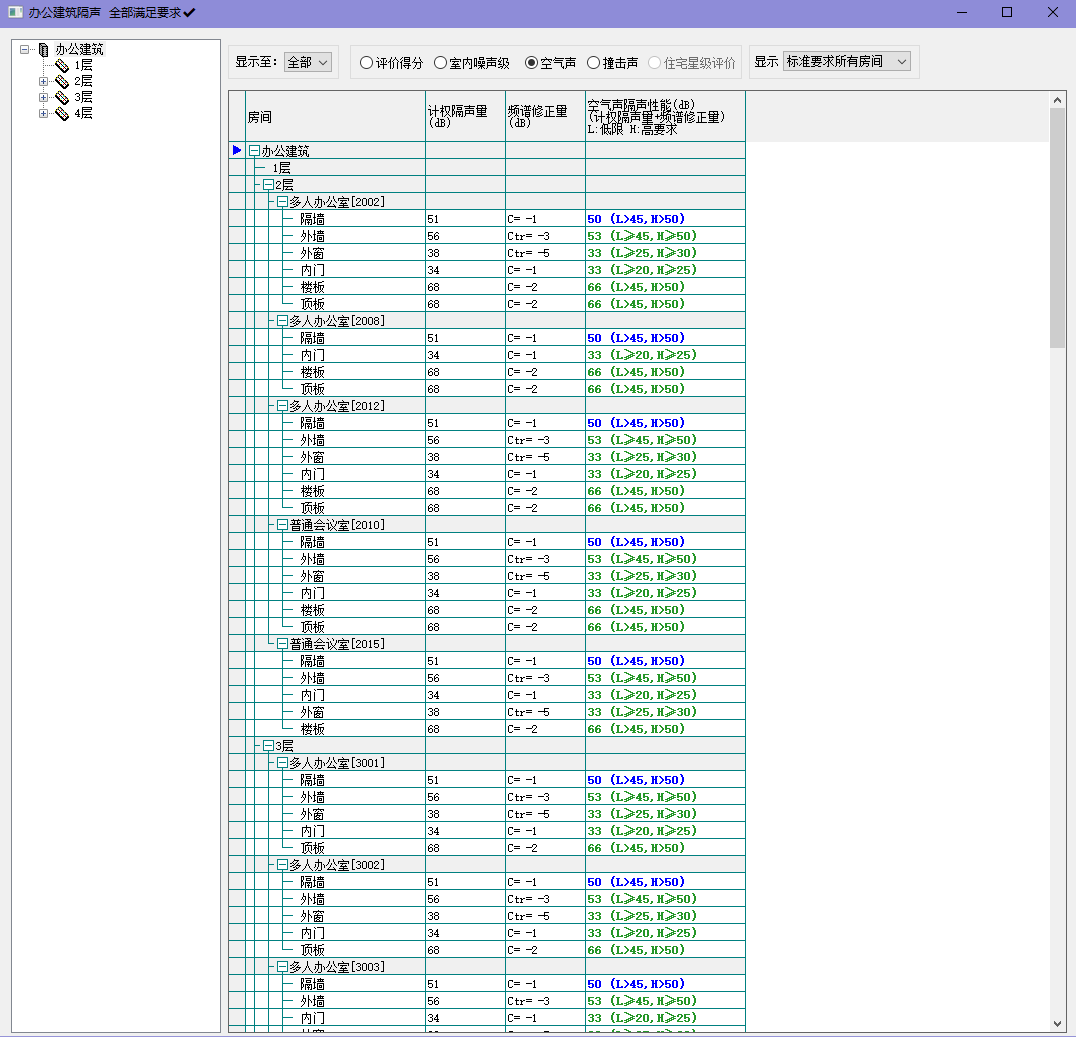 办公建筑隔声 全部满足要求✔
办公建筑
1层
2层
3层
4层
显示至: 全部 评价得分 室内噪声级 空气声 撞击声 住宅星级评价 显示 标准要求所有房间
房间 计权隔声量(dB) 频谱修正量(dB) 空气声隔声性能(dB)(计权隔声量+频谱修正量) L:低限 H:高要求
办公建筑
1层
2层
多人办公室[2002]
隔墙 51 C= -1 50 (L>45,H>50)
外墙 56 Ctr= -3 53 (L≥45,H≥50)
外窗 38 Ctr= -5 33 (L≥25,H≥30)
内门 34 C= -1 33 (L≥20,H≥25)
楼板 68 C= -2 66 (L>45,H>50)
顶板 68 C= -2 66 (L>45,H>50)
多人办公室[2008]
隔墙 51 C= -1 50 (L>45,H>50)
内门 34 C= -1 33 (L≥20,H≥25)
楼板 68 C= -2 66 (L>45,H>50)
顶板 68 C= -2 66 (L>45,H>50)
多人办公室[2012]
隔墙 51 C= -1 50 (L>45,H>50)
外墙 56 Ctr= -3 53 (L≥45,H≥50)
外窗 38 Ctr= -5 33 (L≥25,H≥30)
内门 34 C= -1 33 (L≥20,H≥25)
楼板 68 C= -2 66 (L>45,H>50)
顶板 68 C= -2 66 (L>45,H>50)
普通会议室[2010]
隔墙 51 C= -1 50 (L>45,H>50)
外墙 56 Ctr= -3 53 (L≥45,H≥50)
外窗 38 Ctr= -5 33 (L≥25,H≥30)
内门 34 C= -1 33 (L≥20,H≥25)
楼板 68 C= -2 66 (L>45,H>50)
顶板 68 C= -2 66 (L>45,H>50)
普通会议室[2015]
隔墙 51 C= -1 50 (L>45,H>50)
外墙 56 Ctr= -3 53 (L≥45,H≥50)
内门 34 C= -1 33 (L≥20,H≥25)
外窗 38 Ctr= -5 33 (L≥25,H≥30)
楼板 68 C= -2 66 (L>45,H>50)
3层
多人办公室[3001]
隔墙 51 C= -1 50 (L>45,H>50)
外墙 56 Ctr= -3 53 (L≥45,H≥50)
外窗 38 Ctr= -5 33 (L≥25,H≥30)
内门 34 C= -1 33 (L≥20,H≥25)
顶板 68 C= -2 66 (L>45,H>50)
多人办公室[3002]
隔墙 51 C= -1 50 (L>45,H>50)
外墙 56 Ctr= -3 53 (L≥45,H≥50)
外窗 38 Ctr= -5 33 (L≥25,H≥30)
内门 34 C= -1 33 (L≥20,H≥25)
顶板 68 C= -2 66 (L>45,H>50)
多人办公室[3003]
隔墙 51 C= -1 50 (L>45,H>50)
外墙 56 Ctr= -3 53 (L≥45,H≥50)
内门 34 C= -1 33 (L≥20,H≥25)